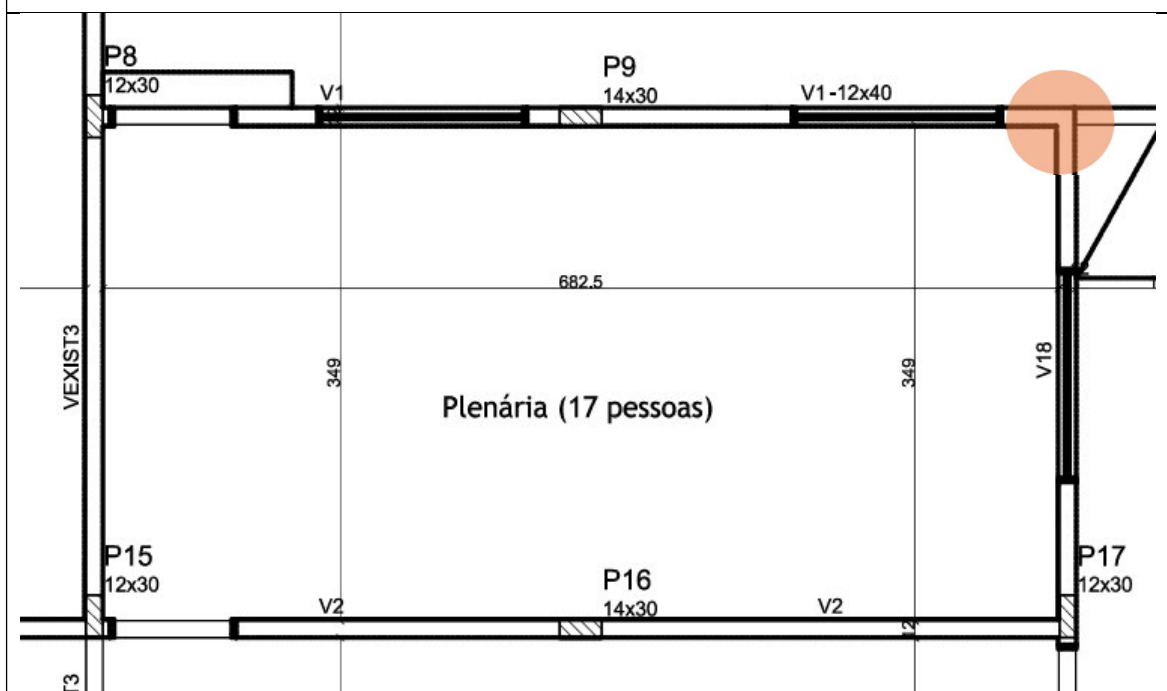 P8
12x30
V1
P9
14x30
V1-12x40
682.5
VEXIST3
349
349
V18
Plenária (17 pessoas)
P15
12x30
V2
P16
14x30
V2
12
P17
12x30
T3